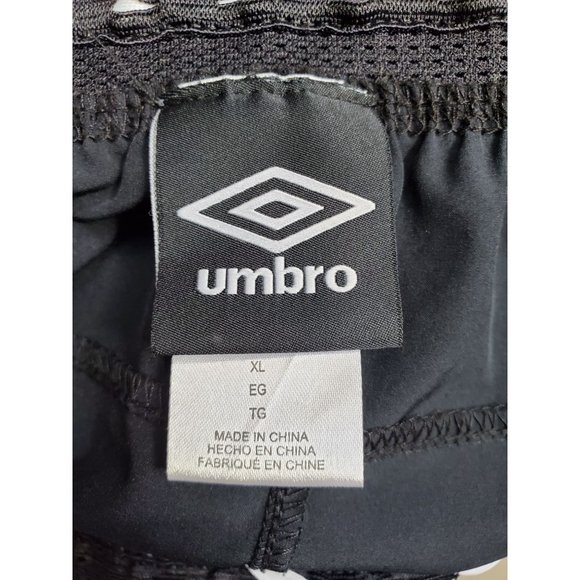 umbro
XL
EG
TG
MADE IN CHINA
HECHO EN CHINA
FABRIQUÉ EN CHINE